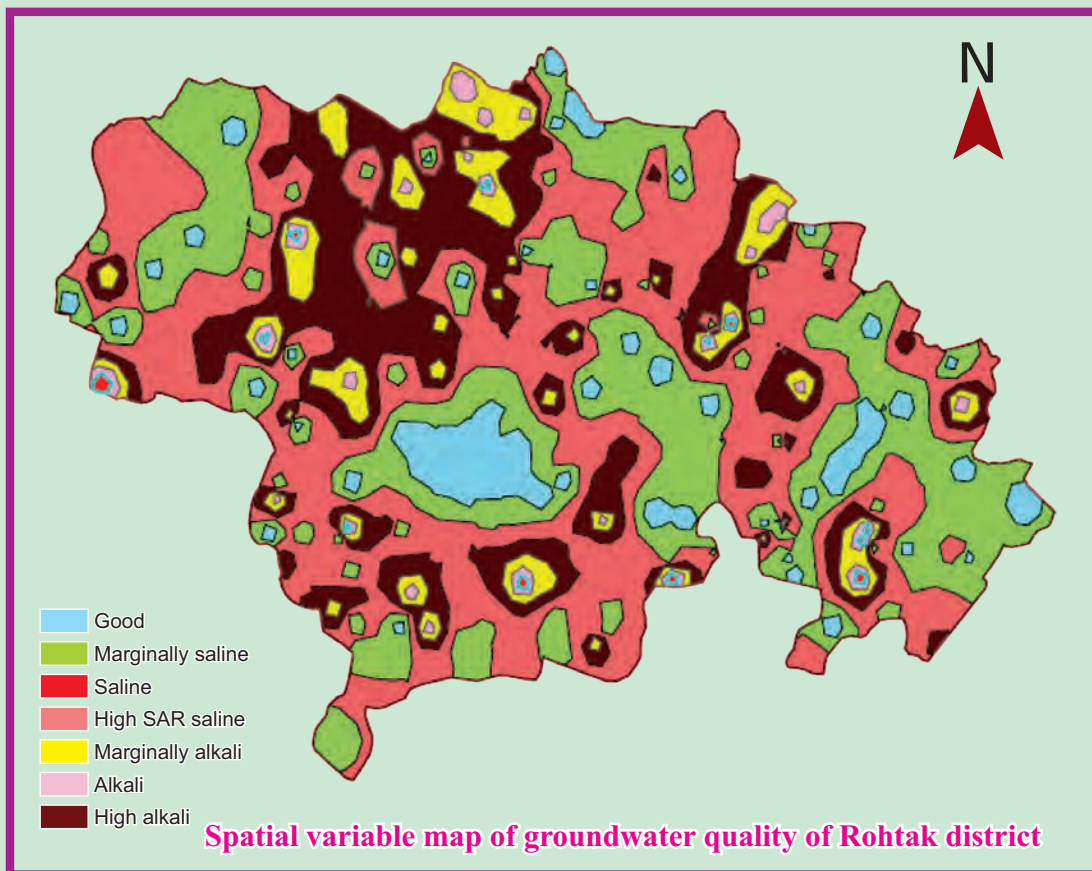 N
Good
Marginally saline
Saline
High SAR saline
Marginally alkali
Alkali
High alkali
Spatial variable map of groundwater quality of Rohtak district